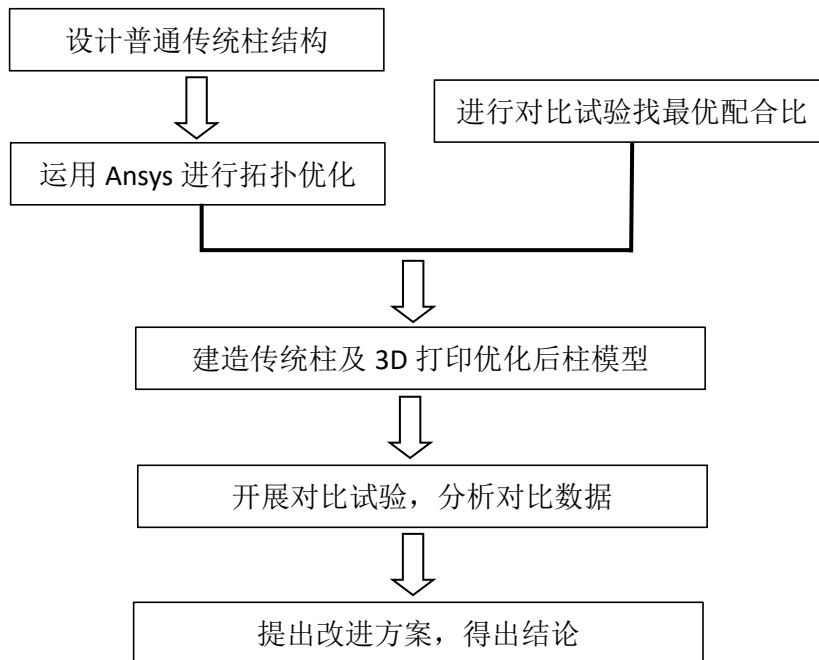 设计普通传统柱结构
进行对比试验找最优配合比
运用 Ansys 进行拓扑优化
建造传统柱及 3D 打印优化后柱模型
开展对比试验，分析对比数据
提出改进方案，得出结论